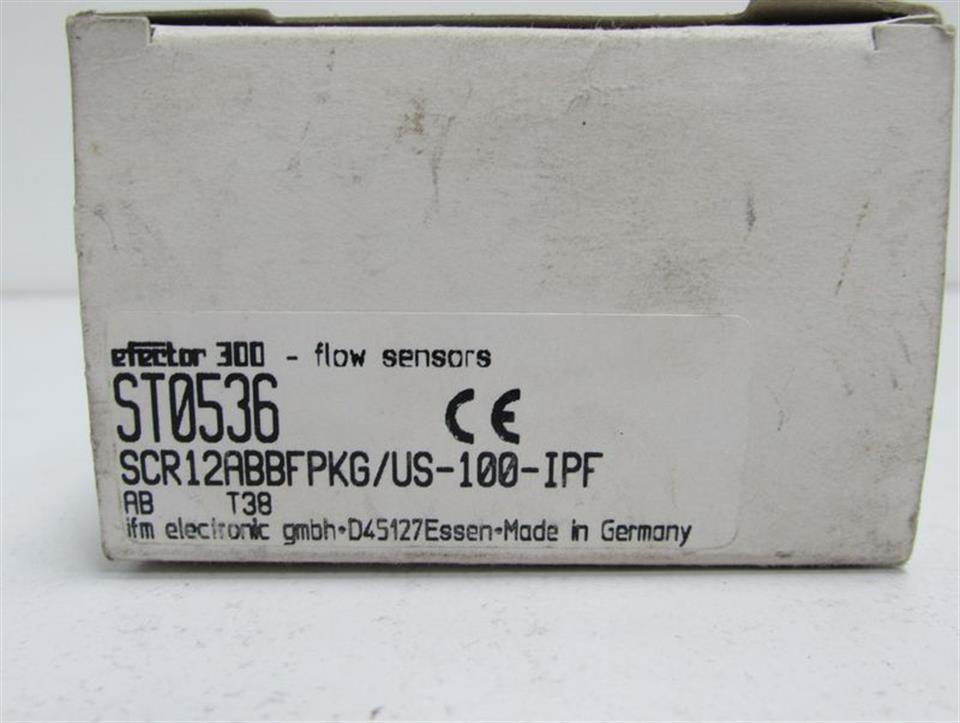 efector 300 - flow sensors
ST0536 CE
SCR12ABBFPKG/US-100-IPF
AB T38
ifm electronic gmbh•D45127Essen•Made in Germany